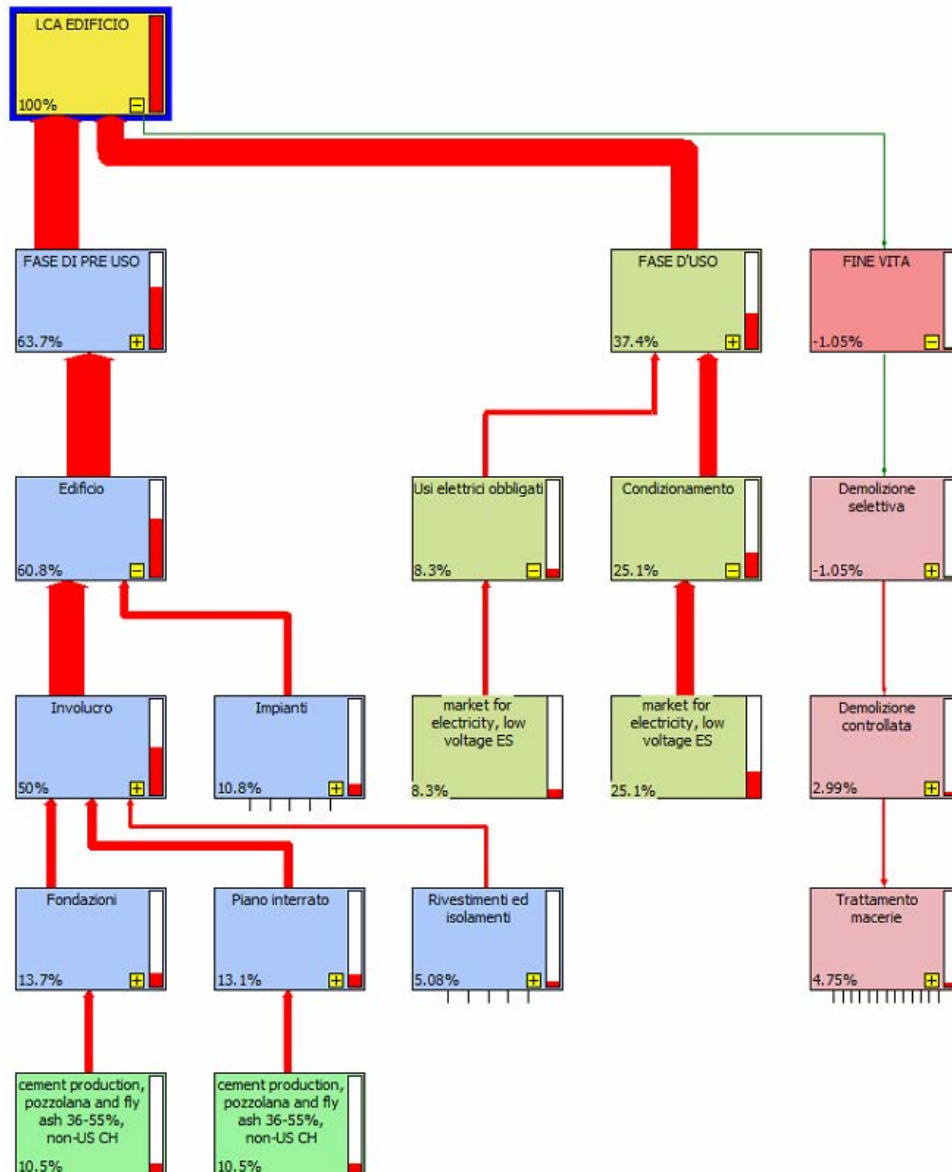 LCA EDIFICIO
100%
FASE DI PRE USO
63.7%
FASE D'USO
37.4%
FINE VITA
-1.05%
Edificio
60.8%
Usi elettrici obbligati
8.3%
Condizionamento
25.1%
Demolizione
selettiva
-1.05%
Involucro
50%
Impianti
10.8%
market for
electricity, low
voltage ES
8.3%
market for
electricity, low
voltage ES
25.1%
Demolizione
controllata
2.99%
Fondazioni
13.7%
Piano interrato
13.1%
Rivestimenti ed
isolamenti
5.08%
Trattamento
macerie
4.75%
cement production,
pozzolana and fly
ash 36-55%,
non-US CH
10.5%
cement production,
pozzolana and fly
ash 36-55%,
non-US CH
10.5%